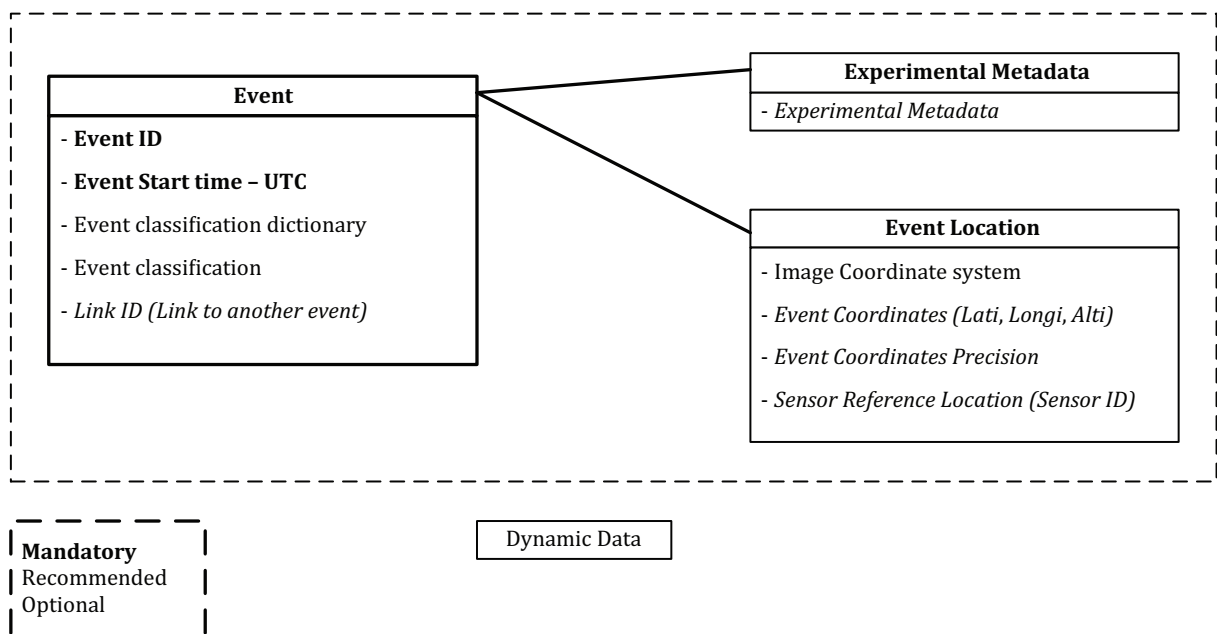 Event
- Event ID
- Event Start time – UTC
- Event classification dictionary
- Event classification
- Link ID (Link to another event)
Experimental Metadata
- Experimental Metadata
Event Location
- Image Coordinate system
- Event Coordinates (Lati, Longi, Alti)
- Event Coordinates Precision
- Sensor Reference Location (Sensor ID)
Mandatory
Recommended
Optional
Dynamic Data